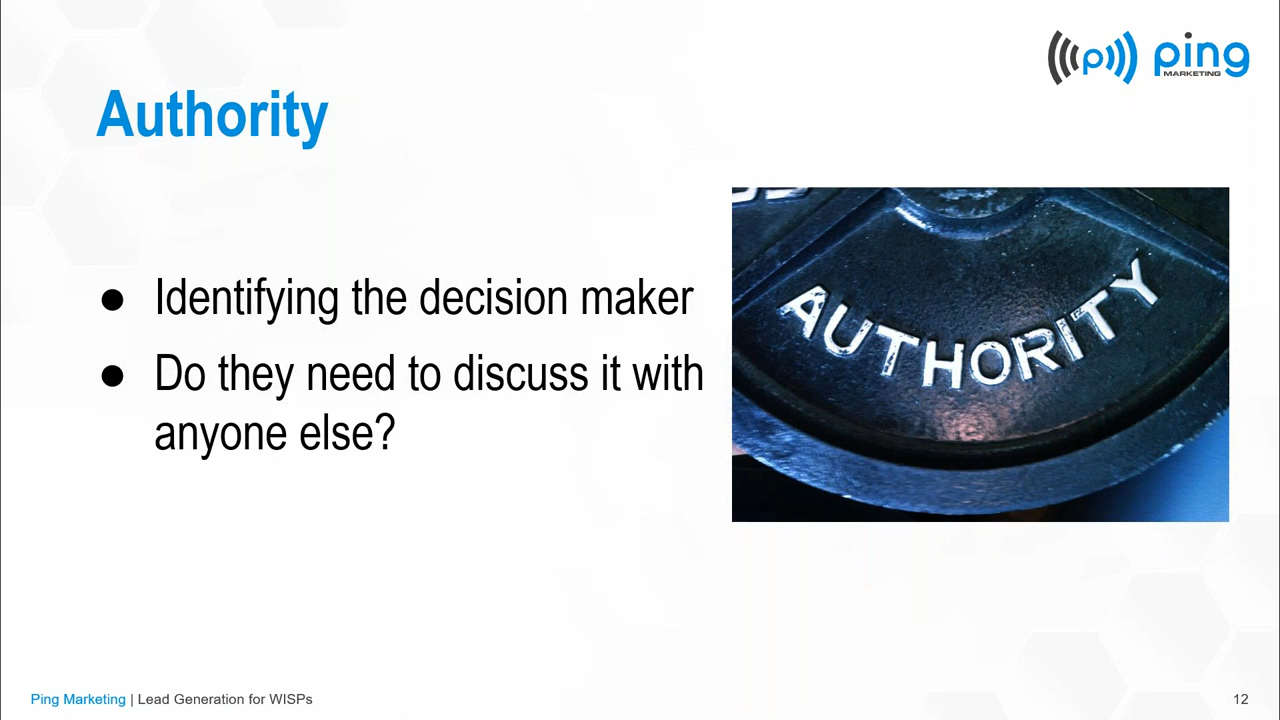 ping
MARKETING
Authority
● Identifying the decision maker
● Do they need to discuss it with
anyone else?
AUTHORITY
Ping Marketing | Lead Generation for WISPs
12